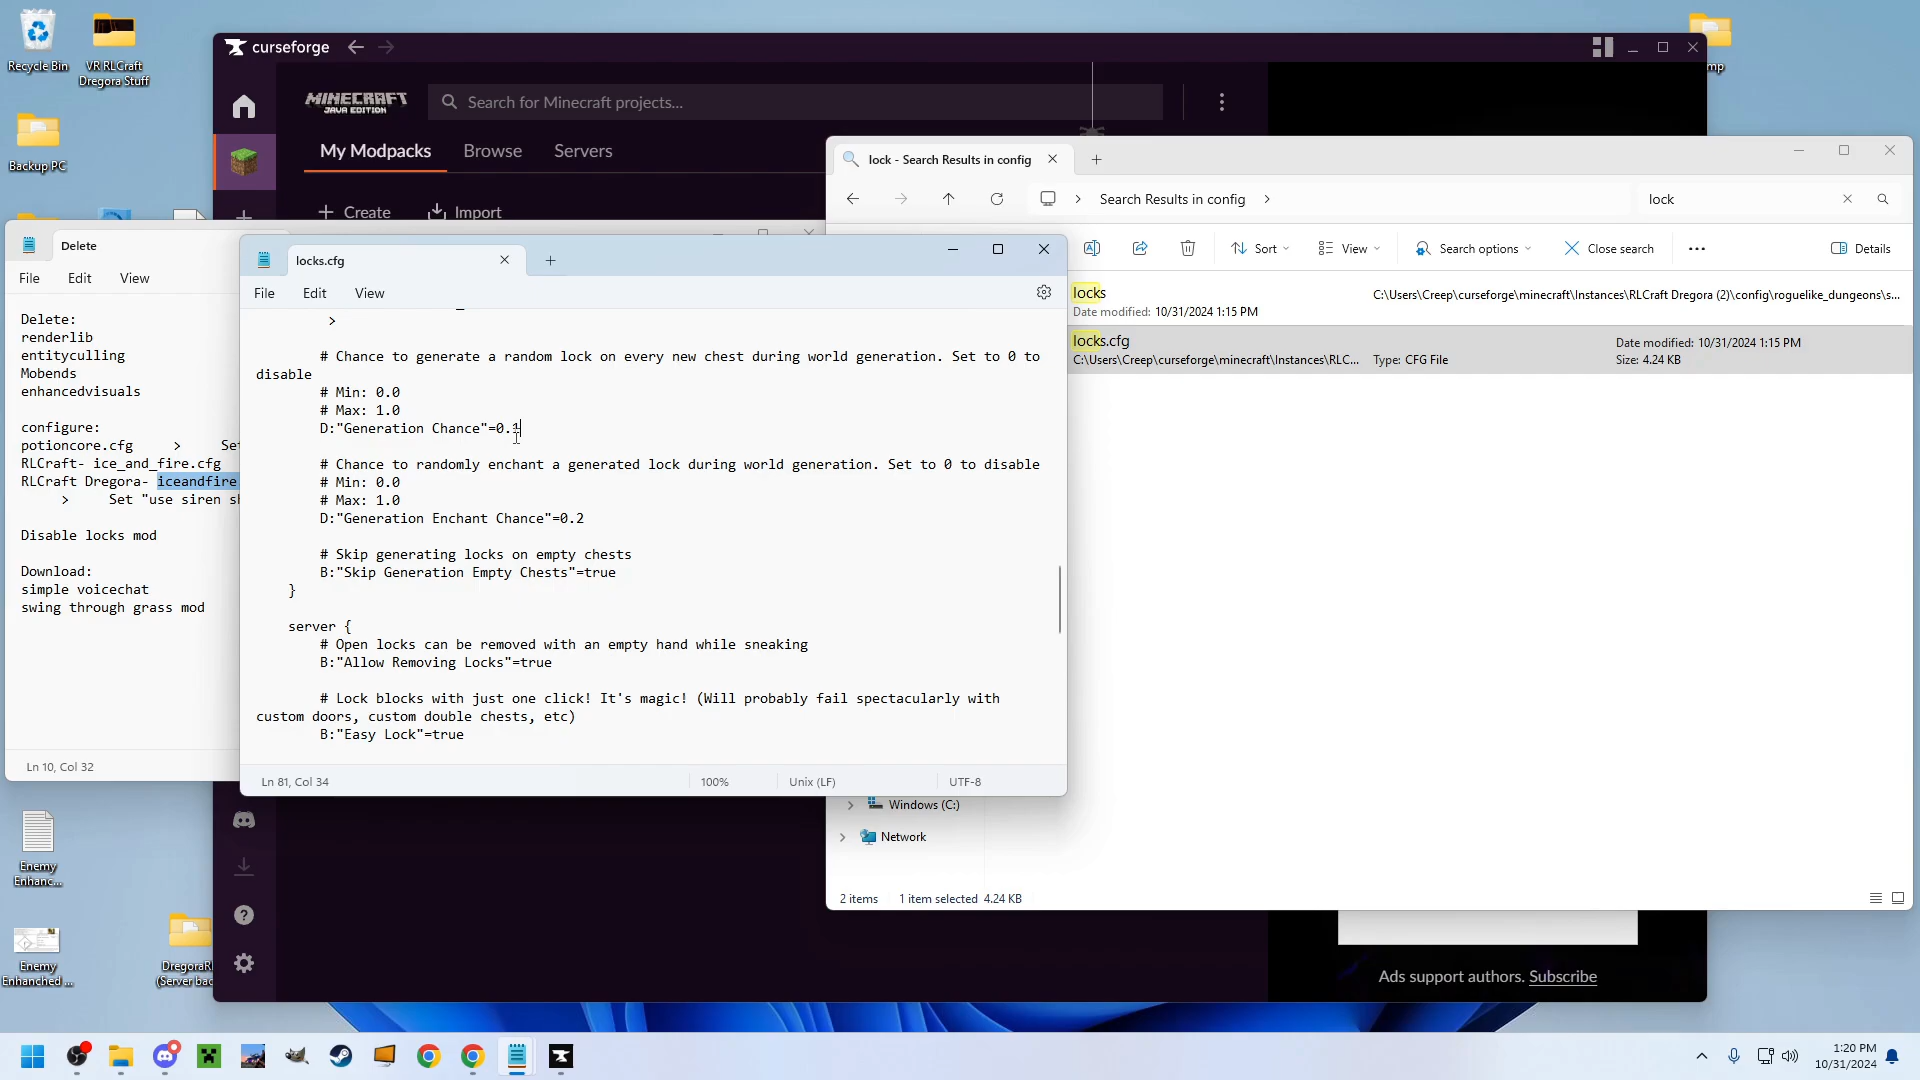 Recycle Bin
VR RLCraft
Dregora Stuff
Backup PC
Enemy
Enhanc...
Enemy
Enhanched ...
DregoraRl
(Server bac
mp
curseforge
MINECRAFT
JAVA EDITION
Search for Minecraft projects...
My Modpacks
Browse
Servers
Create
Import
Ads support authors. Subscribe
lock - Search Results in config
Search Results in config
lock
Sort
View
Search options
Close search
Details
locks
C:\Users\Creep\curseforge\minecraft\Instances\RLCraft Dregora (2)\config\roguelike_dungeons\s...
Date modified: 10/31/2024 1:15 PM
locks.cfg
Date modified: 10/31/2024 1:15 PM
C:\Users\Creep\curseforge\minecraft\Instances\RLC...
Type: CFG File
Size: 4.24 KB
Windows (C:)
Network
2 items
1 item selected 4.24 KB
Delete
File
Edit
View
Delete:
renderlib
entityculling
Mobends
enhancedvisuals
configure:
potioncore.cfg > Set
RLCraft- ice_and_fire.cfg
RLCraft Dregora- iceandfire.
> Set "use siren sh
Disable locks mod
Download:
simple voicechat
swing through grass mod
Ln 10, Col 32
locks.cfg
File
Edit
View
>
# Chance to generate a random lock on every new chest during world generation. Set to 0 to
disable
# Min: 0.0
# Max: 1.0
D:"Generation Chance"=0.1
# Chance to randomly enchant a generated lock during world generation. Set to 0 to disable
# Min: 0.0
# Max: 1.0
D:"Generation Enchant Chance"=0.2
# Skip generating locks on empty chests
B:"Skip Generation Empty Chests"=true
}
server {
# Open locks can be removed with an empty hand while sneaking
B:"Allow Removing Locks"=true
# Lock blocks with just one click! It's magic! (Will probably fail spectacularly with
custom doors, custom double chests, etc)
B:"Easy Lock"=true
Ln 81, Col 34
100%
Unix (LF)
UTF-8
1:20 PM
10/31/2024